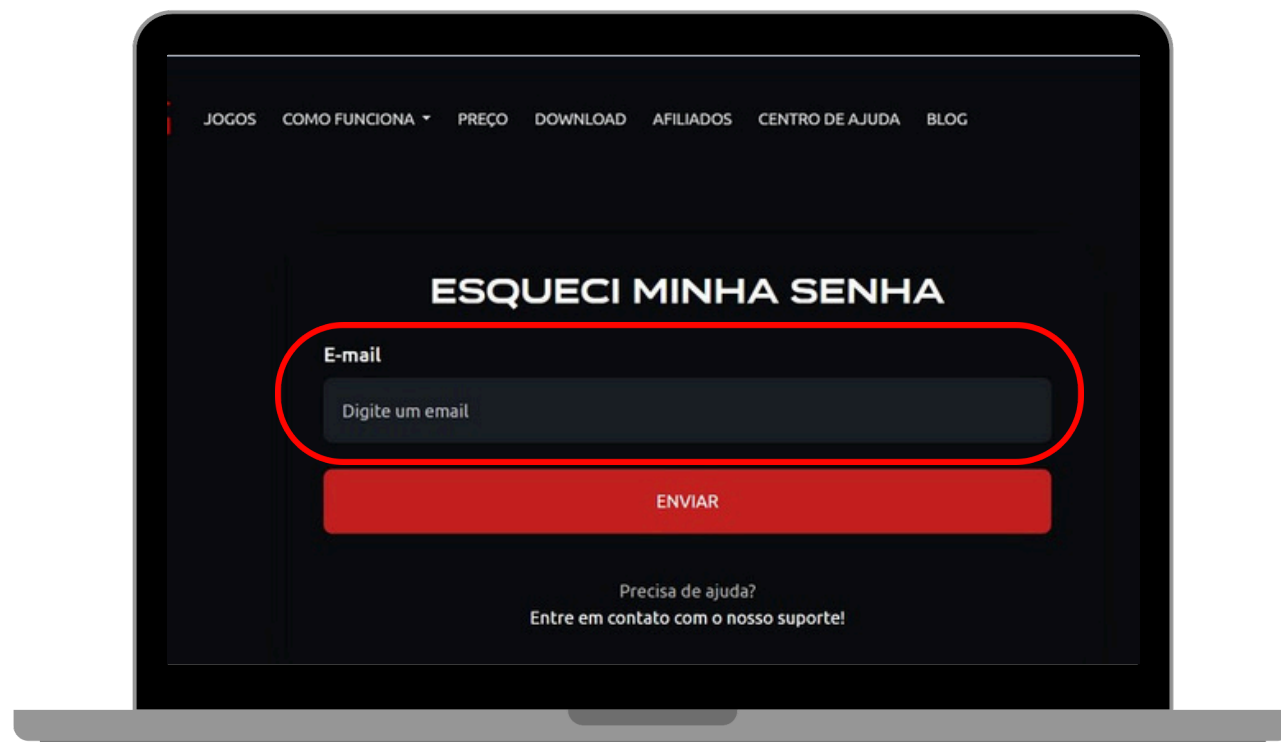 JOGOS COMO FUNCIONA PREÇO DOWNLOAD AFILIADOS CENTRO DE AJUDA BLOG
ESQUECI MINHA SENHA
E-mail
Digite um email
ENVIAR
Precisa de ajuda?
Entre em contato com o nosso suporte!